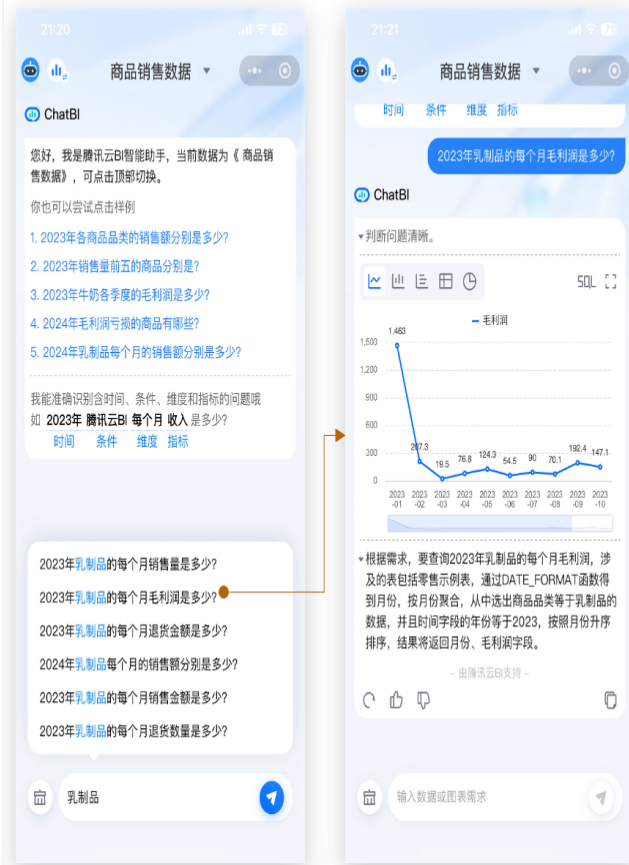 21:20
72
商品销售数据
ChatBI
您好，我是腾讯云BI智能助手，当前数据为《 商品销
售数据》，可点击顶部切换。
你也可以尝试点击样例
1. 2023年各商品品类的销售额分别是多少?
2. 2023年销售量前五的商品分别是?
3. 2023年牛奶各季度的毛利润是多少?
4. 2024年毛利润亏损的商品有哪些?
5. 2024年乳制品每个月的销售额分别是多少?
我能准确识别含时间、条件、维度和指标的问题哦
如 2023年 腾讯云BI 每个月 收入 是多少?
时间 条件 维度 指标
2023年乳制品的每个月销售量是多少?
2023年乳制品的每个月毛利润是多少?
2023年乳制品的每个月退货金额是多少?
2024年乳制品每个月的销售额分别是多少?
2023年乳制品的每个月销售金额是多少?
2023年乳制品的每个月退货数量是多少?
乳制品
21:21
72
商品销售数据
时间 条件 维度 指标
2023年乳制品的每个月毛利润是多少?
ChatBI
判断问题清晰。
SQL
毛利润
1,500
1,200
900
600
300
0
1,463
19.5
76.8
124.3
54.5
90
70.1
192.4
147.1
2023 2023 2023 2023 2023 2023 2023 2023 2023 2023
-01 -02 -03 -04 -05 -06 -07 -08 -09 -10
根据需求，要查询2023年乳制品的每个月毛利润，涉
及的表包括零售示例表，通过DATE_FORMAT函数得
到月份，按月份聚合，从中选出商品品类等于乳制品的
数据，并且时间字段的年份等于2023，按照月份升序
排序，结果将返回月份、毛利润字段。
– 由腾讯云BI支持 –
输入数据或图表需求